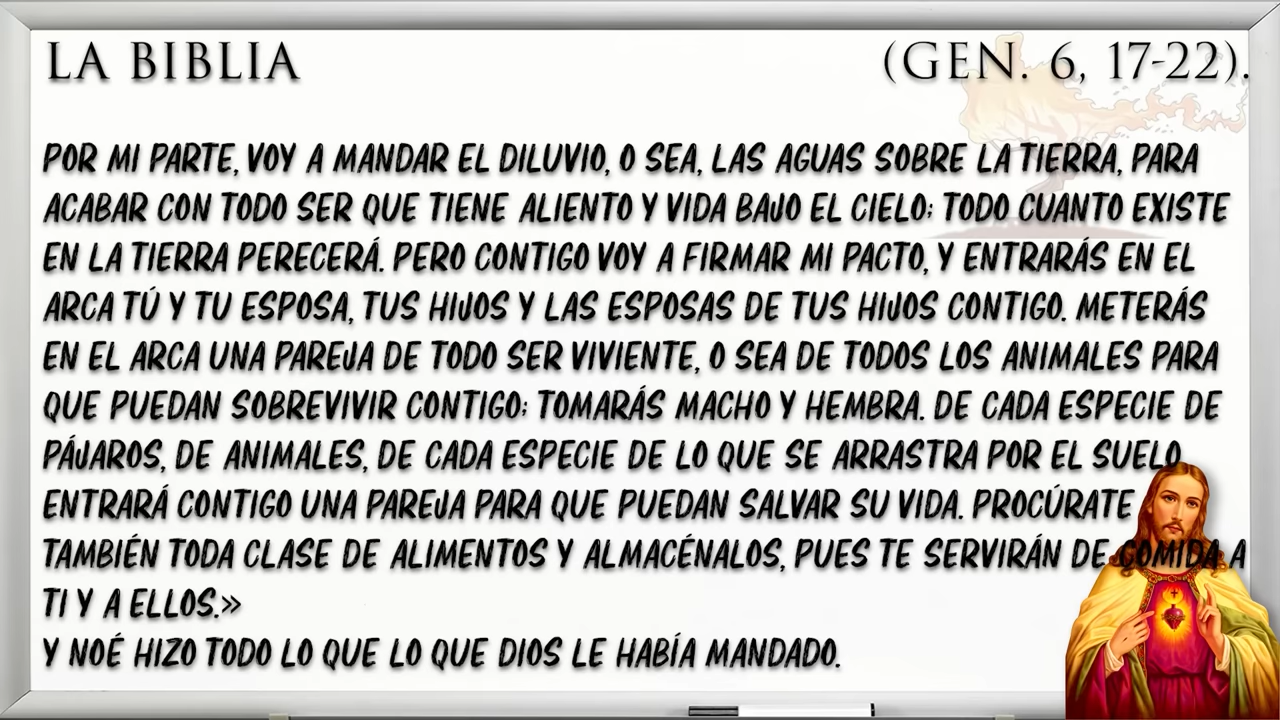 LA BIBLIA (GEN. 6, 17-22).
POR MI PARTE, VOY A MANDAR EL DILUVIO, O SEA, LAS AGUAS SOBRE LA TIERRA, PARA
ACABAR CON TODO SER QUE TIENE ALIENTO Y VIDA BAJO EL CIELO; TODO CUANTO EXISTE
EN LA TIERRA PERECERÁ. PERO CONTIGO VOY A FIRMAR MI PACTO, Y ENTRARÁS EN EL
ARCA TÚ Y TU ESPOSA, TUS HIJOS Y LAS ESPOSAS DE TUS HIJOS CONTIGO. METERÁS
EN EL ARCA UNA PAREJA DE TODO SER VIVIENTE, O SEA DE TODOS LOS ANIMALES PARA
QUE PUEDAN SOBREVIVIR CONTIGO; TOMARÁS MACHO Y HEMBRA. DE CADA ESPECIE DE
PÁJAROS, DE ANIMALES, DE CADA ESPECIE DE LO QUE SE ARRASTRA POR EL SUELO
ENTRARÁ CONTIGO UNA PAREJA PARA QUE PUEDAN SALVAR SU VIDA. PROCÚRATE
TAMBIÉN TODA CLASE DE ALIMENTOS Y ALMACÉNALOS, PUES TE SERVIRÁN DE COMIDA A
TI Y A ELLOS.»
Y NOÉ HIZO TODO LO QUE LO QUE DIOS LE HABÍA MANDADO.